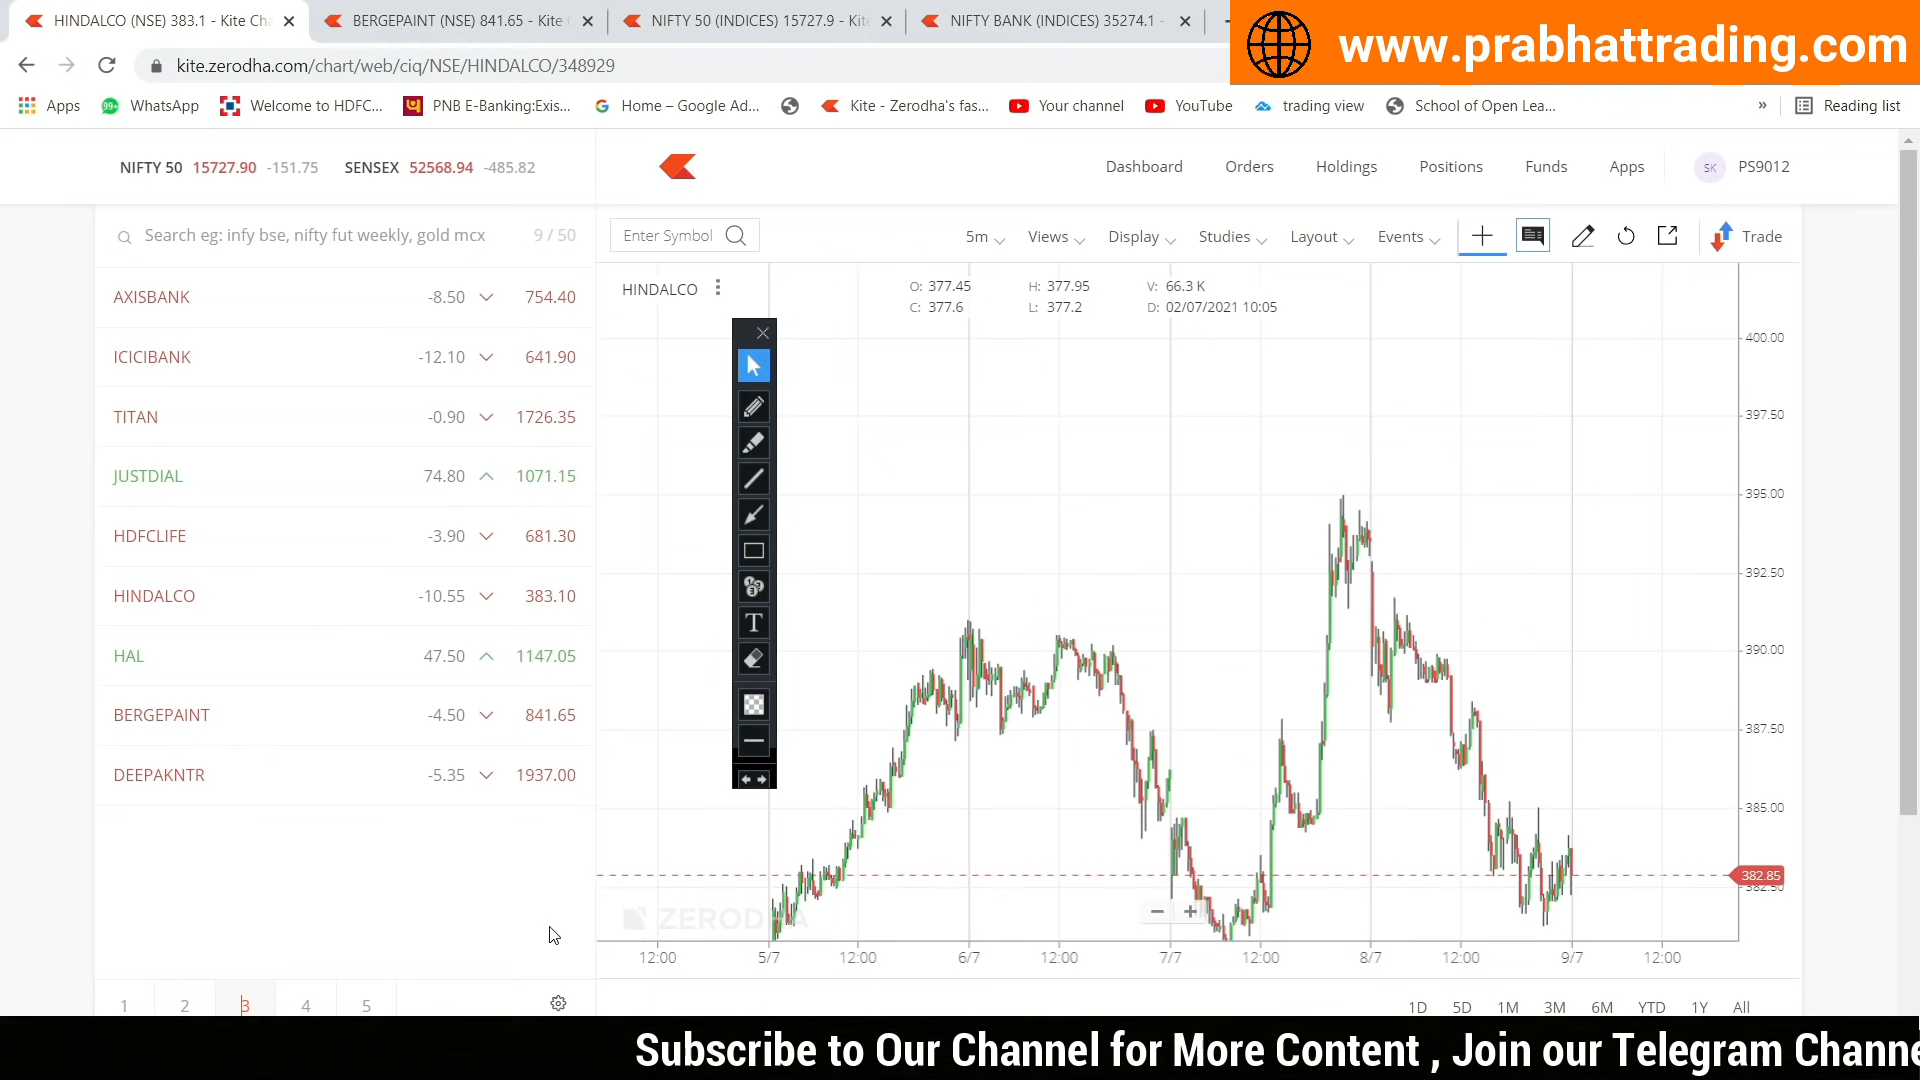 HINDALCO (NSE) 383.1 - Kite Cha
BERGEPAINT (NSE) 841.65 - Kite C
NIFTY 50 (INDICES) 15727.9 - Kite
NIFTY BANK (INDICES) 35274.1 -
www.prabhattrading.com
kite.zerodha.com/chart/web/ciq/NSE/HINDALCO/348929
Apps
99+
WhatsApp
Welcome to HDFC...
PNB E-Banking:Exis...
Home – Google Ad...
Kite - Zerodha's fas...
Your channel
YouTube
trading view
School of Open Lea...
»
Reading list
NIFTY 50 15727.90 -151.75
SENSEX 52568.94 -485.82
Dashboard
Orders
Holdings
Positions
Funds
Apps
SK
PS9012
Search eg: infy bse, nifty fut weekly, gold mcx
9 / 50
Enter Symbol
5m
Views
Display
Studies
Layout
Events
Trade
AXISBANK -8.50 754.40
ICICIBANK -12.10 641.90
TITAN -0.90 1726.35
JUSTDIAL 74.80 1071.15
HDFCLIFE -3.90 681.30
HINDALCO -10.55 383.10
HAL 47.50 1147.05
BERGEPAINT -4.50 841.65
DEEPAKNTR -5.35 1937.00
1 2 3 4 5
HINDALCO
O: 377.45 H: 377.95 V: 66.3 K
C: 377.6 L: 377.2 D: 02/07/2021 10:05
T
400.00
397.50
395.00
392.50
390.00
387.50
385.00
382.85
382.50
ZERODHA
12:00 5/7 12:00 6/7 12:00 7/7 12:00 8/7 12:00 9/7 12:00
1D 5D 1M 3M 6M YTD 1Y All
Subscribe to Our Channel for More Content , Join our Telegram Channe